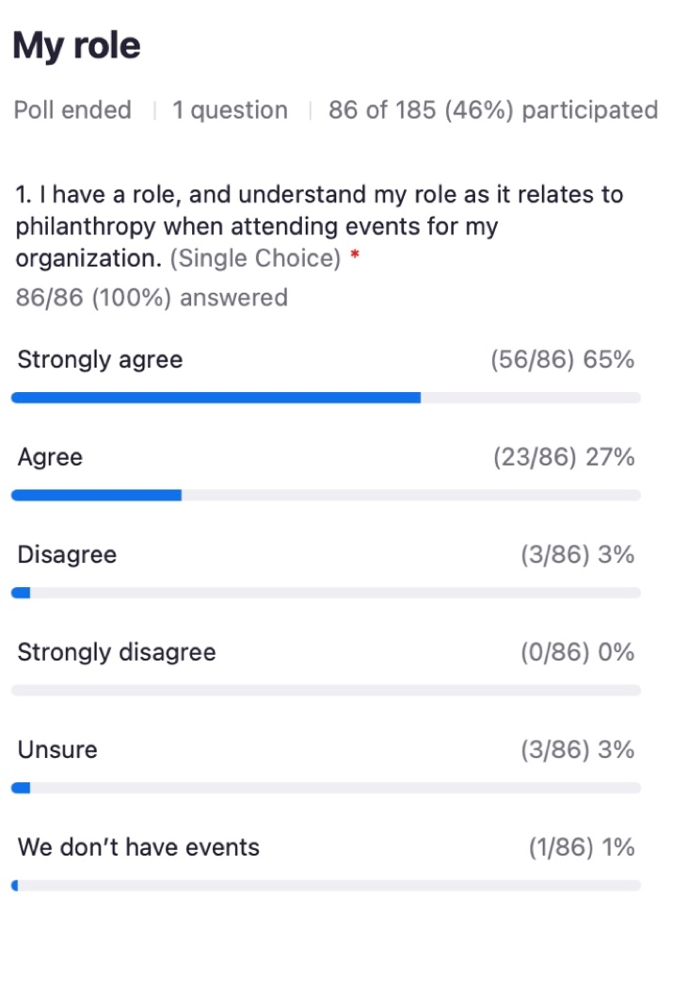 My role
Poll ended | 1 question | 86 of 185 (46%) participated
1. I have a role, and understand my role as it relates to
philanthropy when attending events for my
organization. (Single Choice) *
86/86 (100%) answered
Strongly agree (56/86) 65%
Agree (23/86) 27%
Disagree (3/86) 3%
Strongly disagree (0/86) 0%
Unsure (3/86) 3%
We don’t have events (1/86) 1%